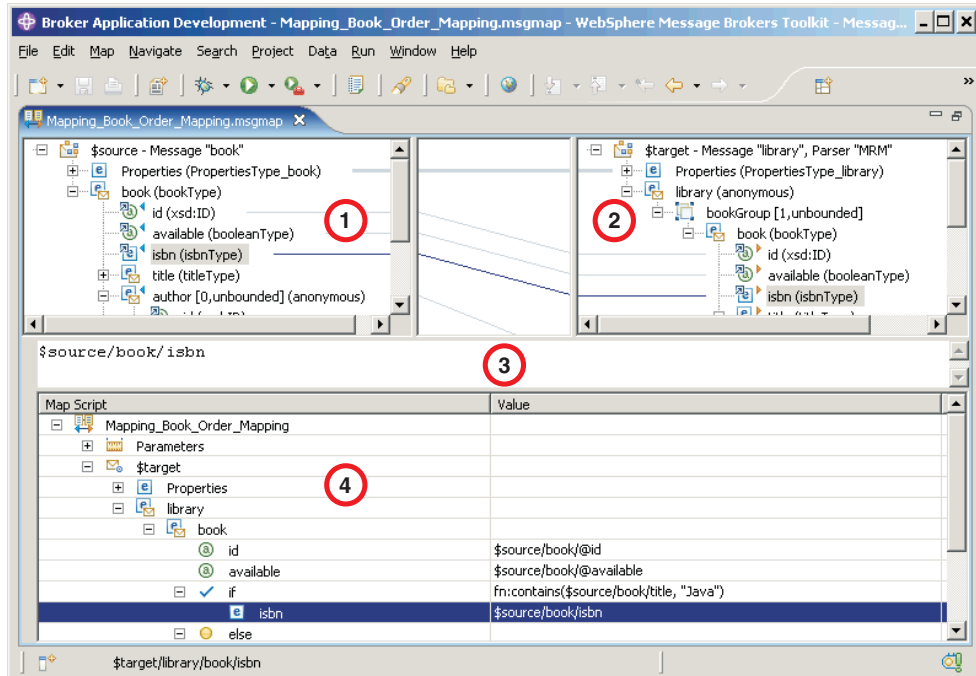 Broker Application Development - Mapping_Book_Order_Mapping.msgmap - WebSphere Message Brokers Toolkit - Messag...
File Edit Map Navigate Search Project Data Run Window Help
Mapping_Book_Order_Mapping.msgmap
$source - Message "book"
Properties (PropertiesType_book)
book (bookType)
id (xsd:ID)
available (booleanType)
isbn (isbnType)
title (titleType)
author [0,unbounded] (anonymous)
1
$target - Message "library", Parser "MRM"
Properties (PropertiesType_library)
library (anonymous)
bookGroup [1,unbounded]
book (bookType)
id (xsd:ID)
available (booleanType)
isbn (isbnType)
2
$source/book/isbn
3
Map Script Value
Mapping_Book_Order_Mapping
Parameters
$target
4
Properties
library
book
id $source/book/@id
available $source/book/@available
if fn:contains($source/book/title, "Java")
isbn $source/book/isbn
else
$target/library/book/isbn